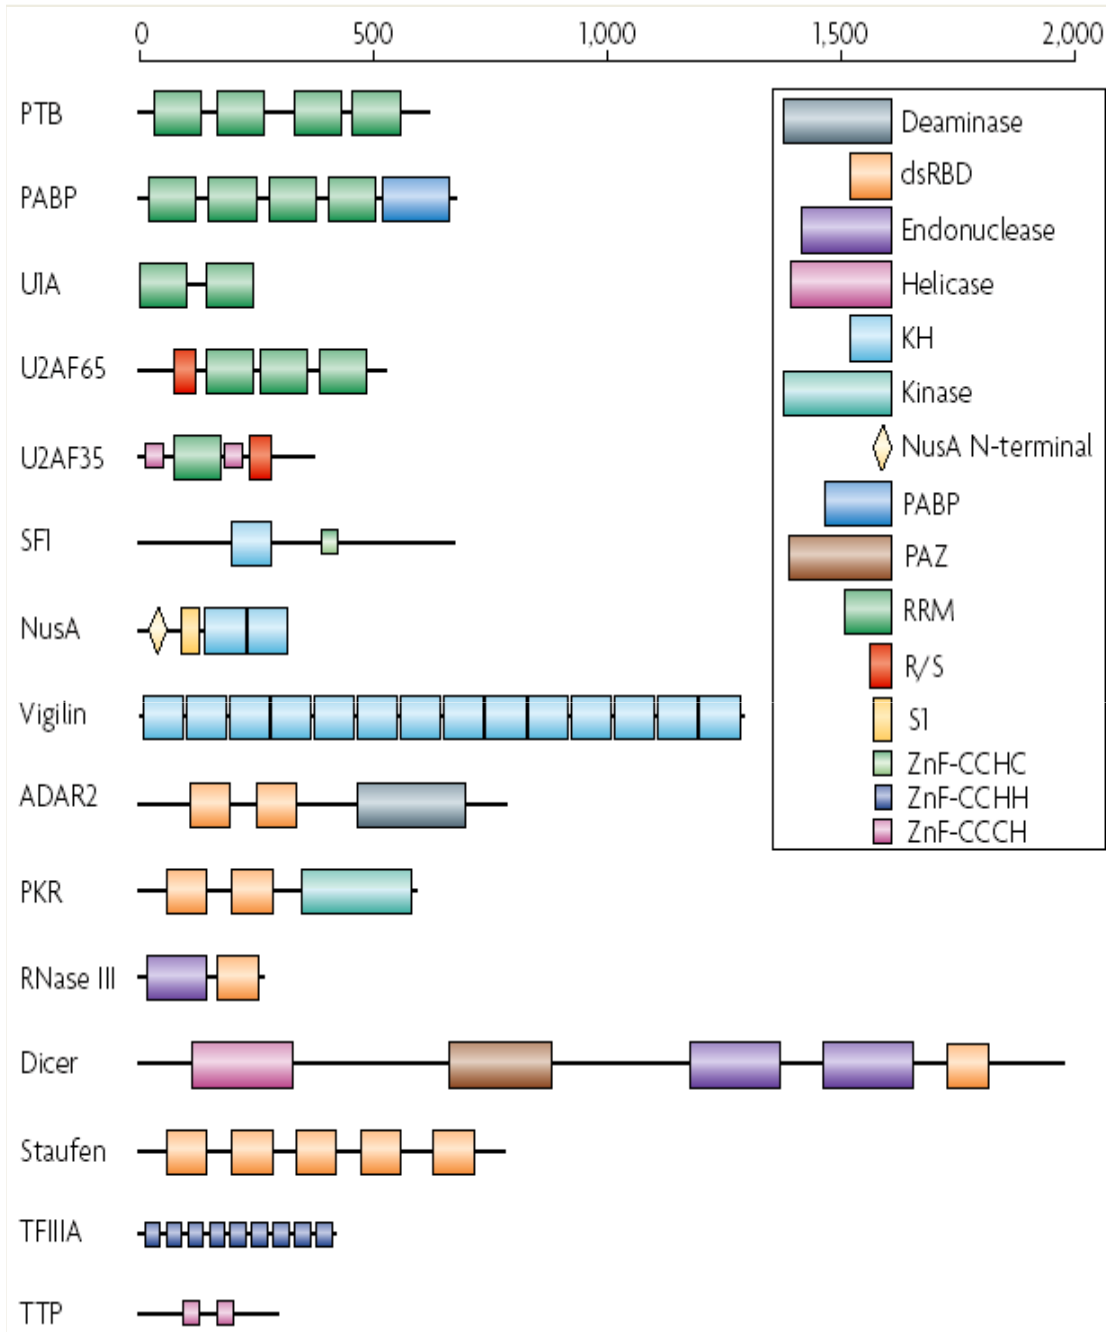 0 500 1,000 1,500 2,000
PTB
PABP
U1A
U2AF65
U2AF35
SF1
NusA
Vigilin
ADAR2
PKR
RNase III
Dicer
Staufen
TFIIIA
TTP
Deaminase
dsRBD
Endonuclease
Helicase
KH
Kinase
NusA N-terminal
PABP
PAZ
RRM
R/S
S1
ZnF-CCHC
ZnF-CCHH
ZnF-CCCH